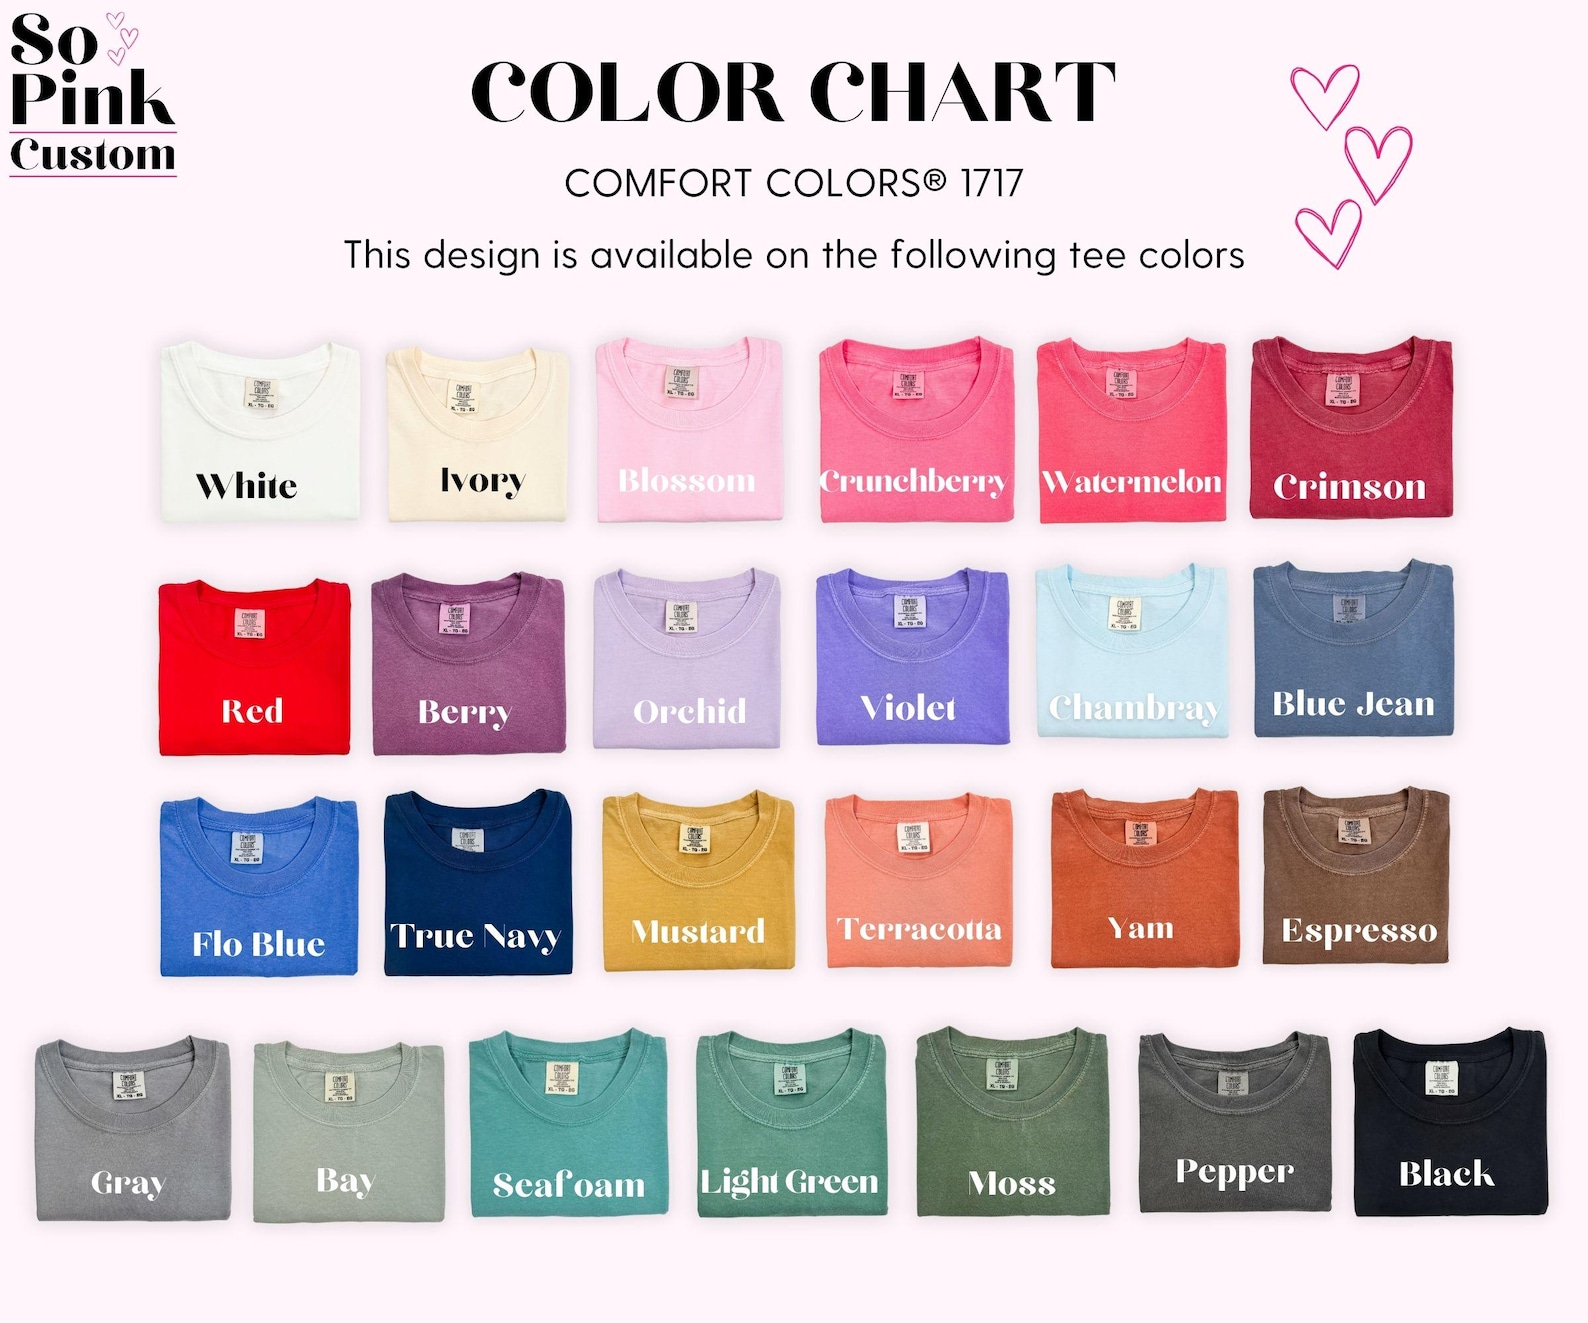 So
Pink
Custom
COLOR CHART
COMFORT COLORS® 1717
This design is available on the following tee colors
White
Ivory
Blossom
Crunchberry
Watermelon
Crimson
Red
Berry
Orchid
Violet
Chambray
Blue Jean
Flo Blue
True Navy
Mustard
Terracotta
Yam
Espresso
Gray
Bay
Seafoam
Light Green
Moss
Pepper
Black